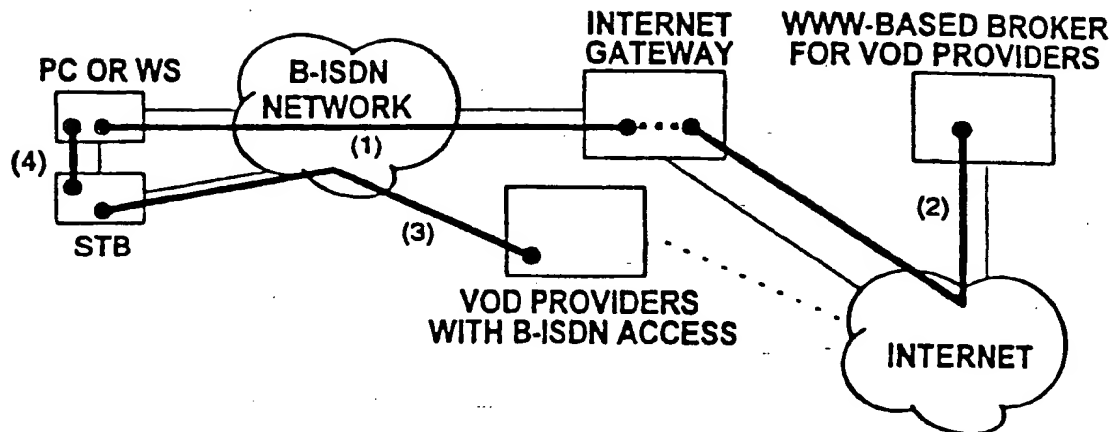 PC OR WS
B-ISDN
NETWORK
INTERNET
GATEWAY
WWW-BASED BROKER
FOR VOD PROVIDERS
(1)
(4)
STB
(3)
(2)
VOD PROVIDERS
WITH B-ISDN ACCESS
INTERNET